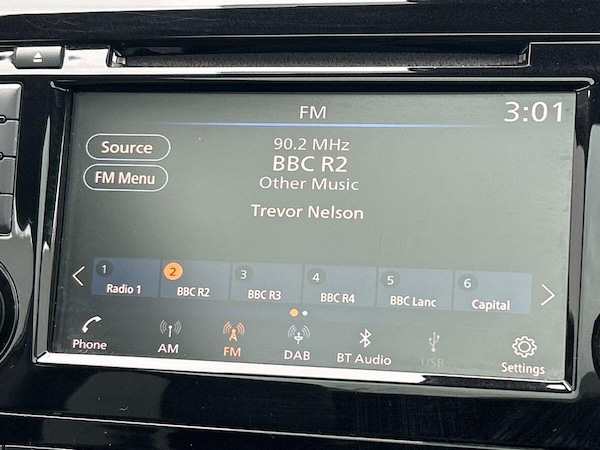 FM
3:01
Source
FM Menu
90.2 MHz
BBC R2
Other Music
Trevor Nelson
1
Radio 1
2
BBC R2
3
BBC R3
4
BBC R4
5
BBC Lanc
6
Capital
Phone
AM
FM
DAB
BT Audio
USB
Settings